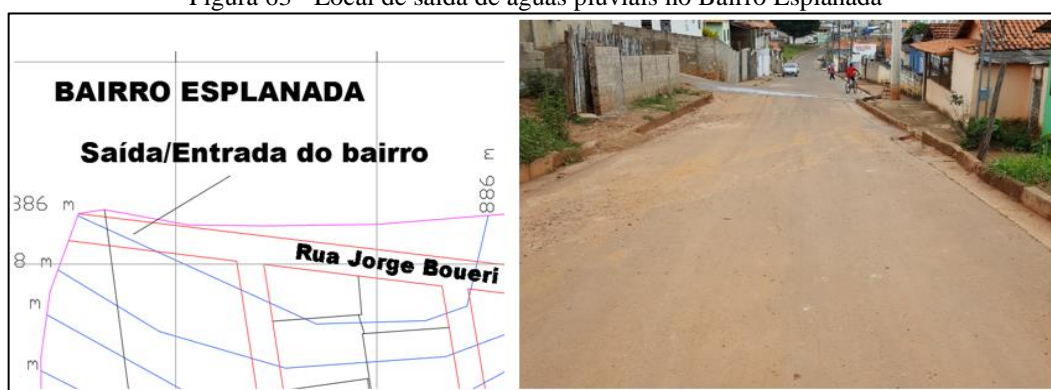 Figura 63 - Local de saída de águas pluviais no Bairro Esplanada
BAIRRO ESPLANADA
Saída/Entrada do bairro
886 m
886 m
Rua Jorge Boueri
8 m
m
m
m